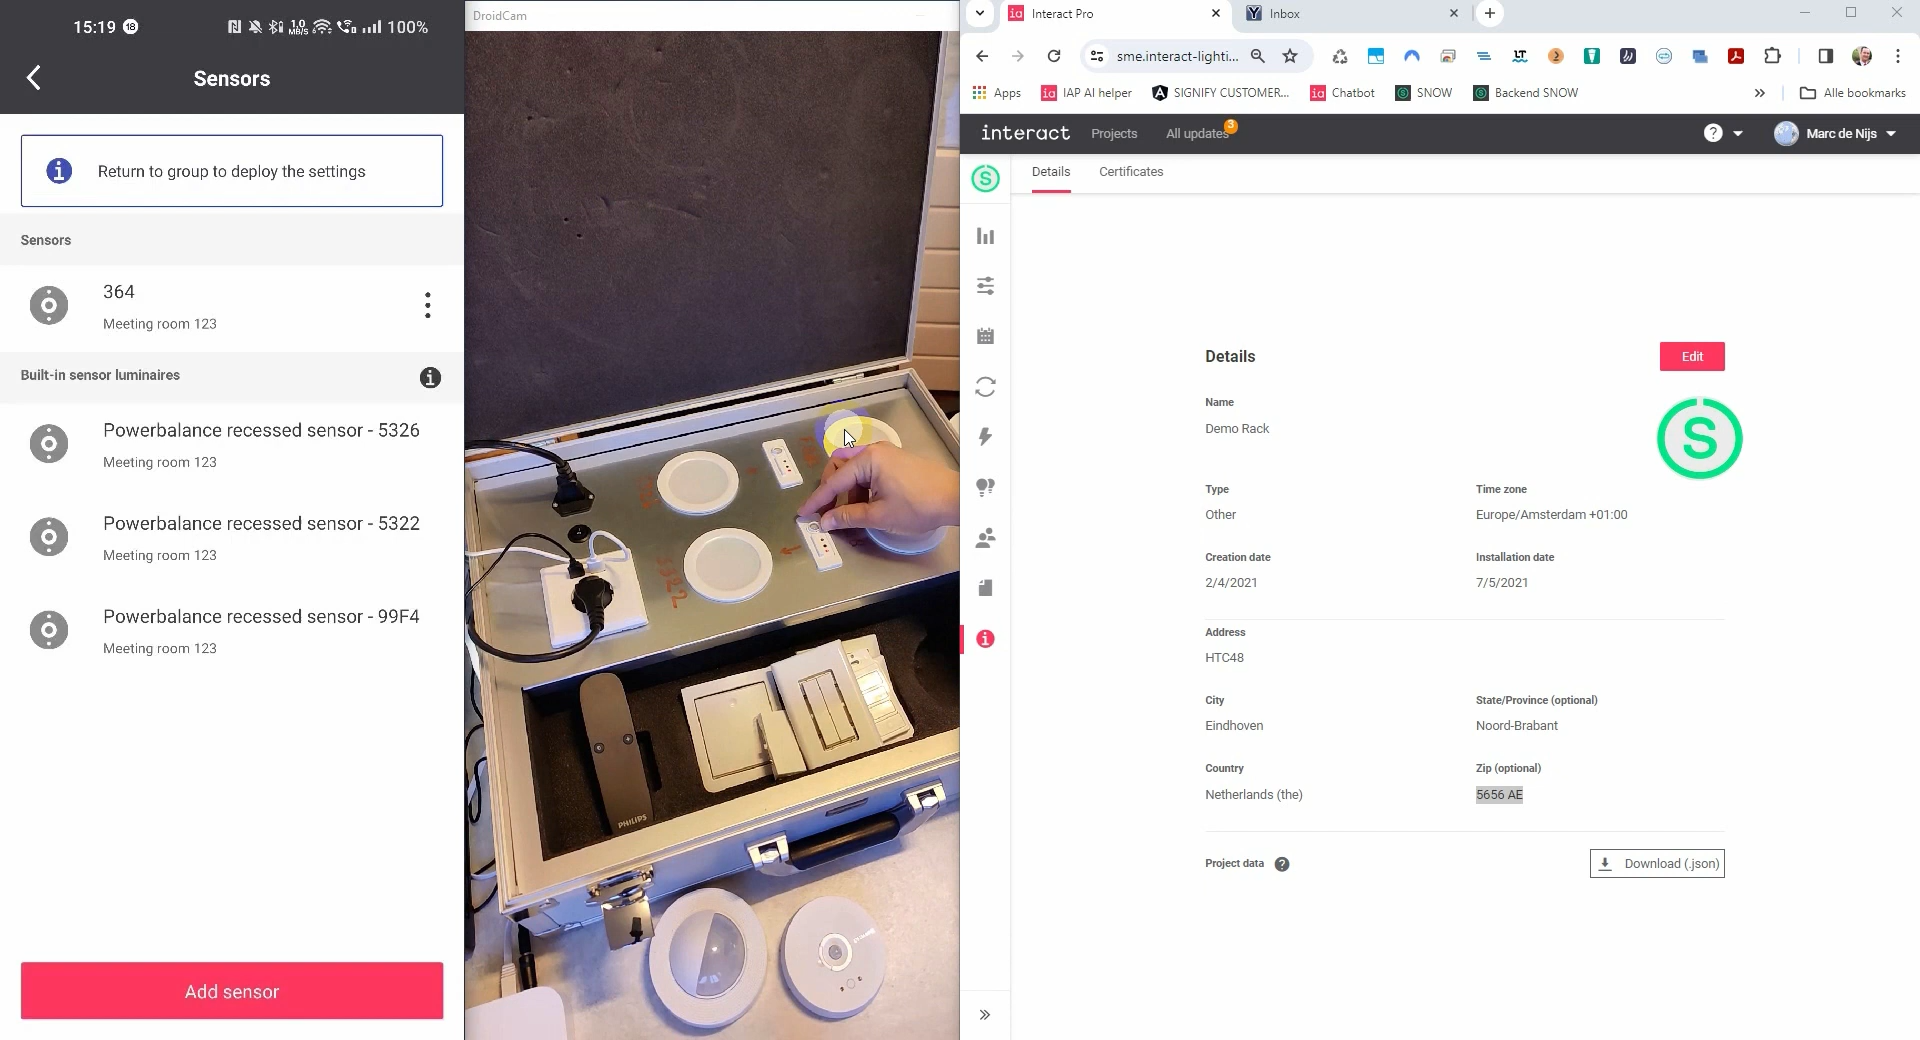 15:19 18 1.0 MB/s 100%
Sensors
Return to group to deploy the settings
Sensors
364
Meeting room 123
Built-in sensor luminaires
Powerbalance recessed sensor - 5326
Meeting room 123
Powerbalance recessed sensor - 5322
Meeting room 123
Powerbalance recessed sensor - 99F4
Meeting room 123
Add sensor
DroidCam
5322
PHILIPS
Interact Pro
Inbox
sme.interact-lighti...
Apps
IAP AI helper
SIGNIFY CUSTOMER...
Chatbot
SNOW
Backend SNOW
Alle bookmarks
interact
Projects
All updates
3
Marc de Nijs
Details
Certificates
Details
Edit
Name
Demo Rack
S
Type
Time zone
Other
Europe/Amsterdam +01:00
Creation date
Installation date
2/4/2021
7/5/2021
Address
HTC48
City
State/Province (optional)
Eindhoven
Noord-Brabant
Country
Zip (optional)
Netherlands (the)
5656 AE
Project data
Download (.json)